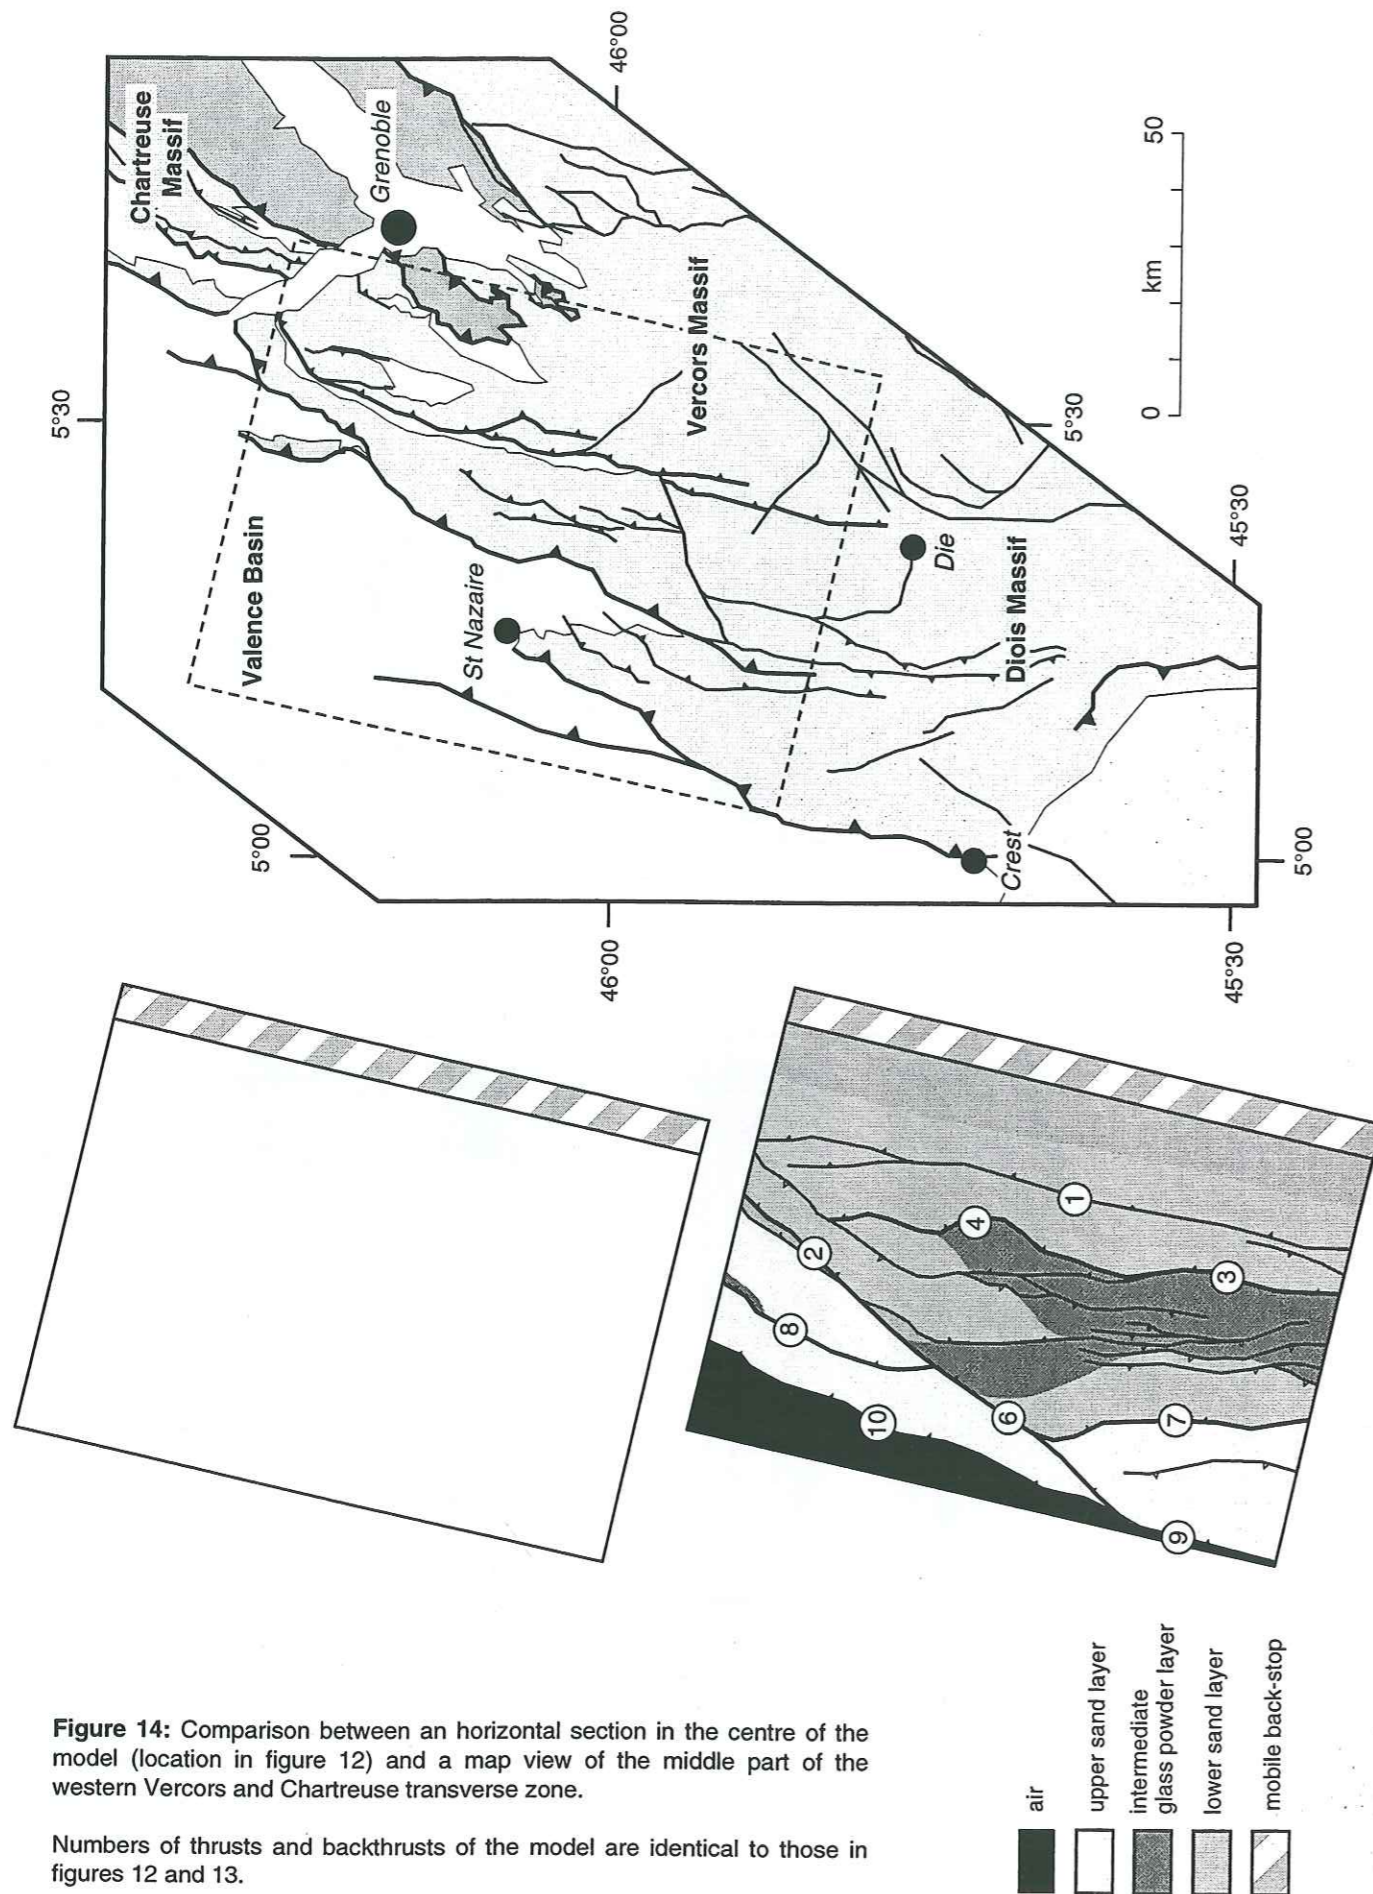 5°30
46°00
Chartreuse
Massif
Grenoble
Valence Basin
Vercors Massif
St Nazaire
50
km
0
5°00
5°30
Die
Diois Massif
45°30
Crest
46°00
45°30
5°00
1
2
3
4
6
7
8
9
10
air
upper sand layer
intermediate
glass powder layer
lower sand layer
mobile back-stop
Figure 14: Comparison between an horizontal section in the centre of the
model (location in figure 12) and a map view of the middle part of the
western Vercors and Chartreuse transverse zone.
Numbers of thrusts and backthrusts of the model are identical to those in
figures 12 and 13.